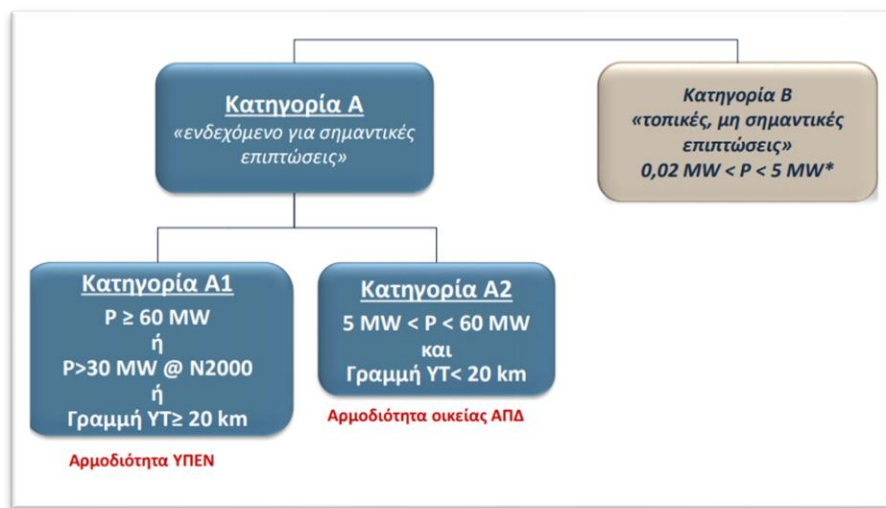 Κατηγορία Α
«ενδεχόμενο για σημαντικές
επιπτώσεις»
Κατηγορία Β
«τοπικές, μη σημαντικές
επιπτώσεις»
0,02 MW < P < 5 MW*
Κατηγορία Α1
P ≥ 60 MW
ή
P>30 MW @ N2000
ή
Γραμμή ΥΤ≥ 20 km
Αρμοδιότητα ΥΠΕΝ
Κατηγορία Α2
5 MW < P < 60 MW
και
Γραμμή ΥΤ< 20 km
Αρμοδιότητα οικείας ΑΠΔ